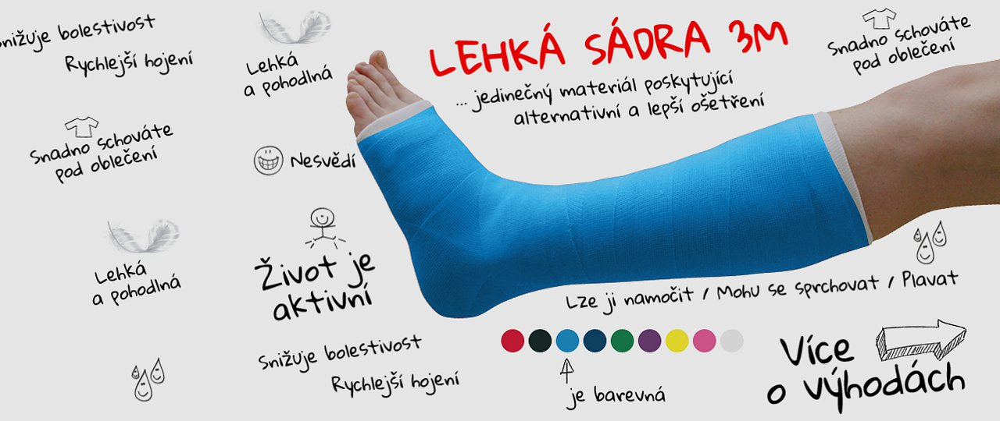 Snižuje bolestivost
Rychlejší hojení
Lehká
a pohodlná
LEHKÁ SÁDRA 3M
... jedinečný materiál poskytující
alternativní a lepší ošetření
Snadno schováte
pod oblečení
Snadno schováte
pod oblečení
Nesvědí
Lehká
a pohodlná
Život je
aktivní
Lze ji namočit / Mohu se sprchovat / Plavat
Snižuje bolestivost
Rychlejší hojení
je barevná
Více
o výhodách